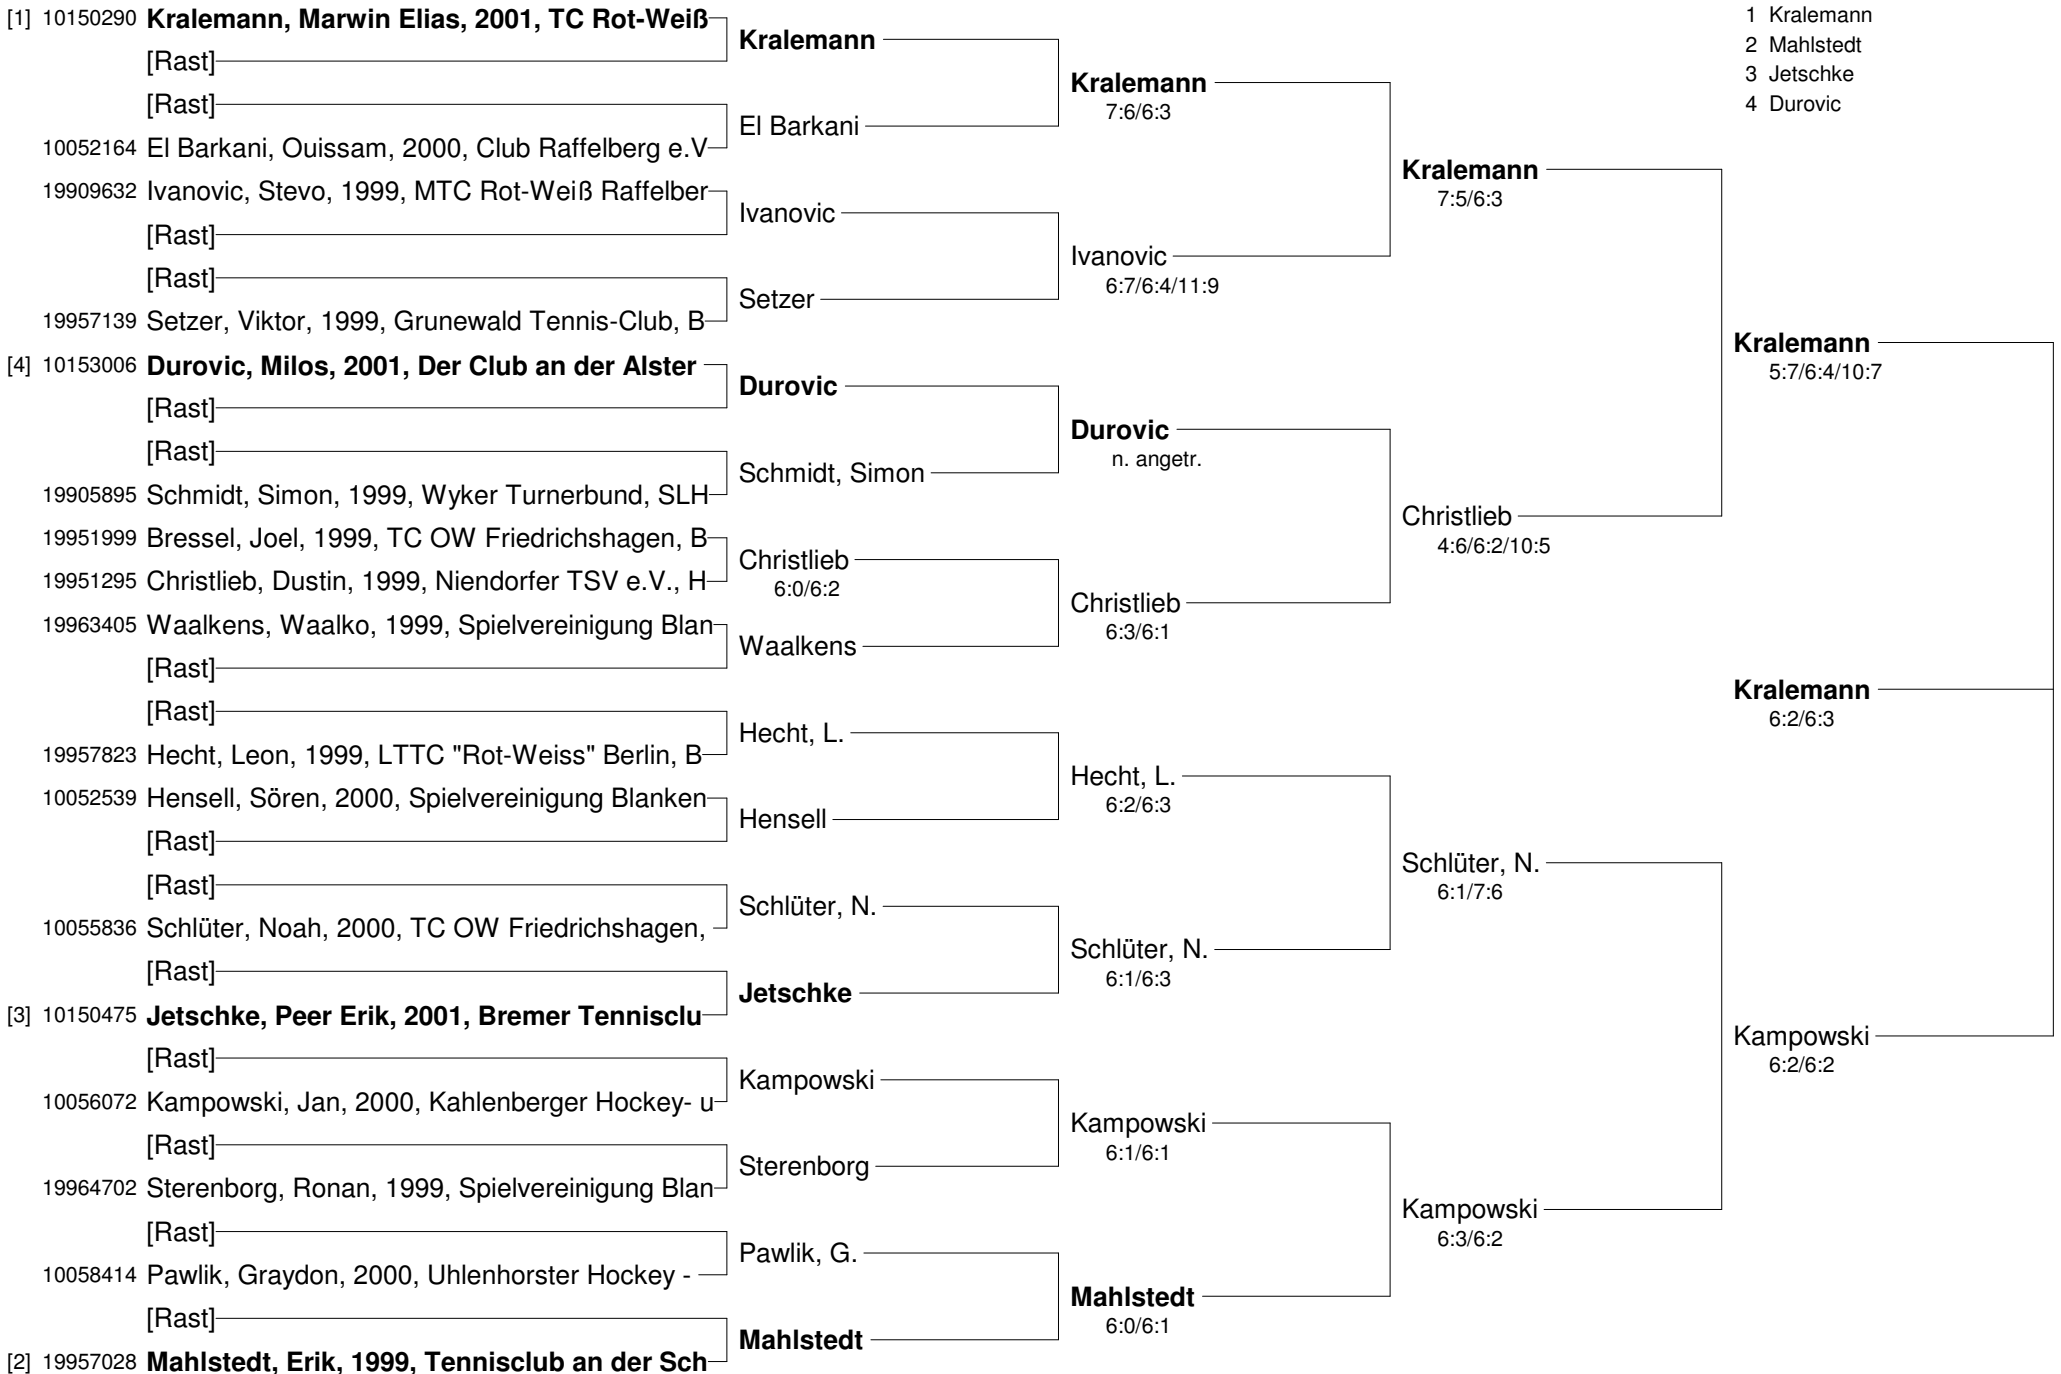 [1] 10150290 Kralemann, Marwin Elias, 2001, TC Rot-Weiß
[Rast]
[Rast]
10052164 El Barkani, Ouissam, 2000, Club Raffelberg e.V
19909632 Ivanovic, Stevo, 1999, MTC Rot-Weiß Raffelber
[Rast]
[Rast]
19957139 Setzer, Viktor, 1999, Grunewald Tennis-Club, B
[4] 10153006 Durovic, Milos, 2001, Der Club an der Alster
[Rast]
[Rast]
19905895 Schmidt, Simon, 1999, Wyker Turnerbund, SLH
19951999 Bressel, Joel, 1999, TC OW Friedrichshagen, B
19951295 Christlieb, Dustin, 1999, Niendorfer TSV e.V., H
19963405 Waalkens, Waalko, 1999, Spielvereinigung Blan
[Rast]
[Rast]
19957823 Hecht, Leon, 1999, LTTC "Rot-Weiss" Berlin, B
10052539 Hensell, Sören, 2000, Spielvereinigung Blanken
[Rast]
[Rast]
10055836 Schlüter, Noah, 2000, TC OW Friedrichshagen,
[Rast]
[3] 10150475 Jetschke, Peer Erik, 2001, Bremer Tennisclu
[Rast]
10056072 Kampowski, Jan, 2000, Kahlenberger Hockey- u
[Rast]
19964702 Sterenborg, Ronan, 1999, Spielvereinigung Blan
[Rast]
10058414 Pawlik, Graydon, 2000, Uhlenhorster Hockey -
[Rast]
[2] 19957028 Mahlstedt, Erik, 1999, Tennisclub an der Sch
Kralemann
El Barkani
Ivanovic
Setzer
Durovic
Schmidt, Simon
Christlieb
6:0/6:2
Waalkens
Hecht, L.
Hensell
Schlüter, N.
Jetschke
Kampowski
Sterenborg
Pawlik, G.
Mahlstedt
Kralemann
7:6/6:3
Ivanovic
6:7/6:4/11:9
Durovic
n. angetr.
Christlieb
6:3/6:1
Hecht, L.
6:2/6:3
Schlüter, N.
6:1/6:3
Kampowski
6:1/6:1
Mahlstedt
6:0/6:1
Kralemann
7:5/6:3
Christlieb
4:6/6:2/10:5
Schlüter, N.
6:1/7:6
Kampowski
6:3/6:2
Kralemann
5:7/6:4/10:7
Kralemann
6:2/6:3
Kampowski
6:2/6:2
1 Kralemann
2 Mahlstedt
3 Jetschke
4 Durovic